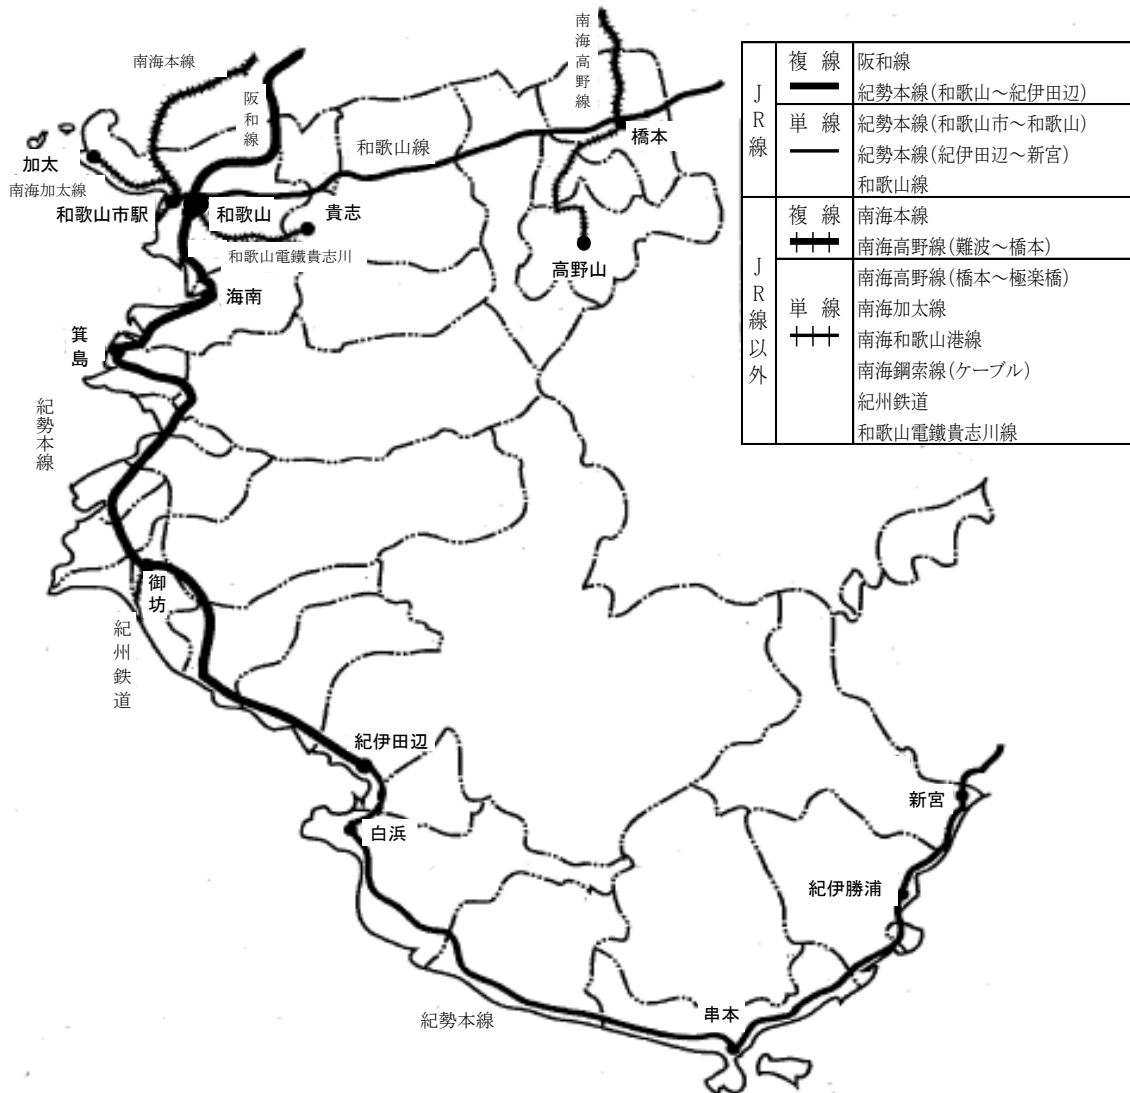 南海本線
阪和線
南海高野線
和歌山線
橋本
加太
南海加太線
和歌山市駅
和歌山
貴志
和歌山電鐵貴志川
高野山
海南
箕島
紀勢本線
御坊
紀州鉄道
紀伊田辺
白浜
新宮
紀伊勝浦
串本
紀勢本線
JR線
複線
阪和線
紀勢本線(和歌山～紀伊田辺)
単線
紀勢本線(和歌山市～和歌山)
紀勢本線(紀伊田辺～新宮)
和歌山線
JR線以外
複線
南海本線
南海高野線(難波～橋本)
単線
南海高野線(橋本～極楽橋)
南海加太線
南海和歌山港線
南海鋼索線(ケーブル)
紀州鉄道
和歌山電鐵貴志川線